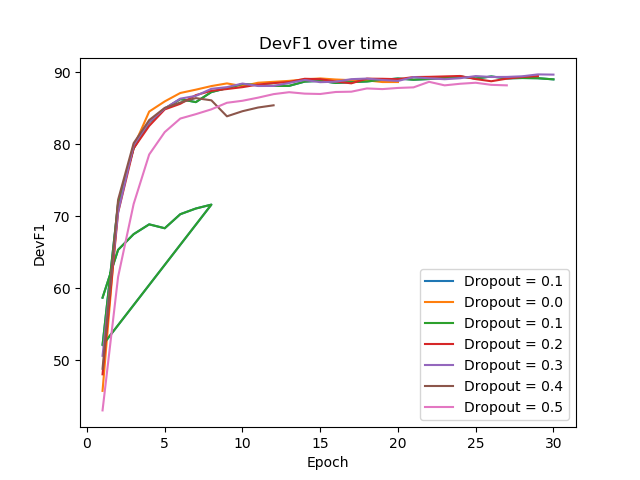 DevF1 over time
DevF1
90
80
70
60
50
0
5
10
15
20
25
30
Epoch
Dropout = 0.1
Dropout = 0.0
Dropout = 0.1
Dropout = 0.2
Dropout = 0.3
Dropout = 0.4
Dropout = 0.5